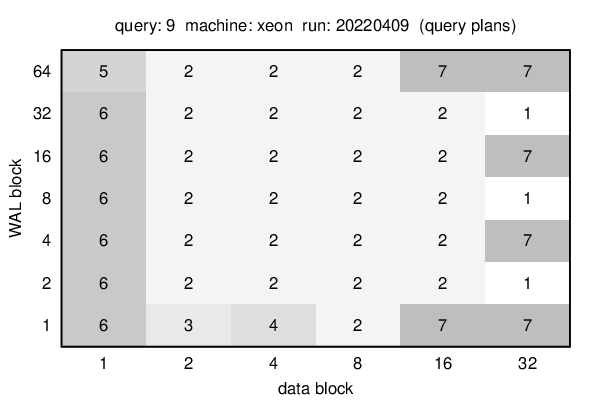 query: 9 machine: xeon run: 20220409 (query plans)
64 5 2 2 2 7 7
32 6 2 2 2 2 1
16 6 2 2 2 2 7
8 6 2 2 2 2 1
4 6 2 2 2 2 7
2 6 2 2 2 2 1
1 6 3 4 2 7 7
WAL block
1 2 4 8 16 32
data block